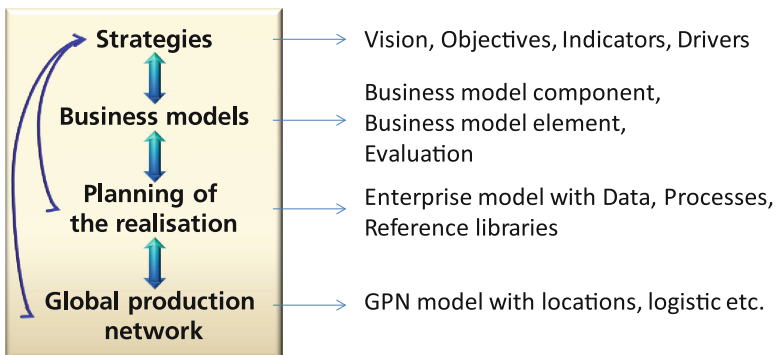 Strategies
Vision, Objectives, Indicators, Drivers
Business models
Business model component,
Business model element,
Evaluation
Planning of
the realisation
Enterprise model with Data, Processes,
Reference libraries
Global production
network
GPN model with locations, logistic etc.